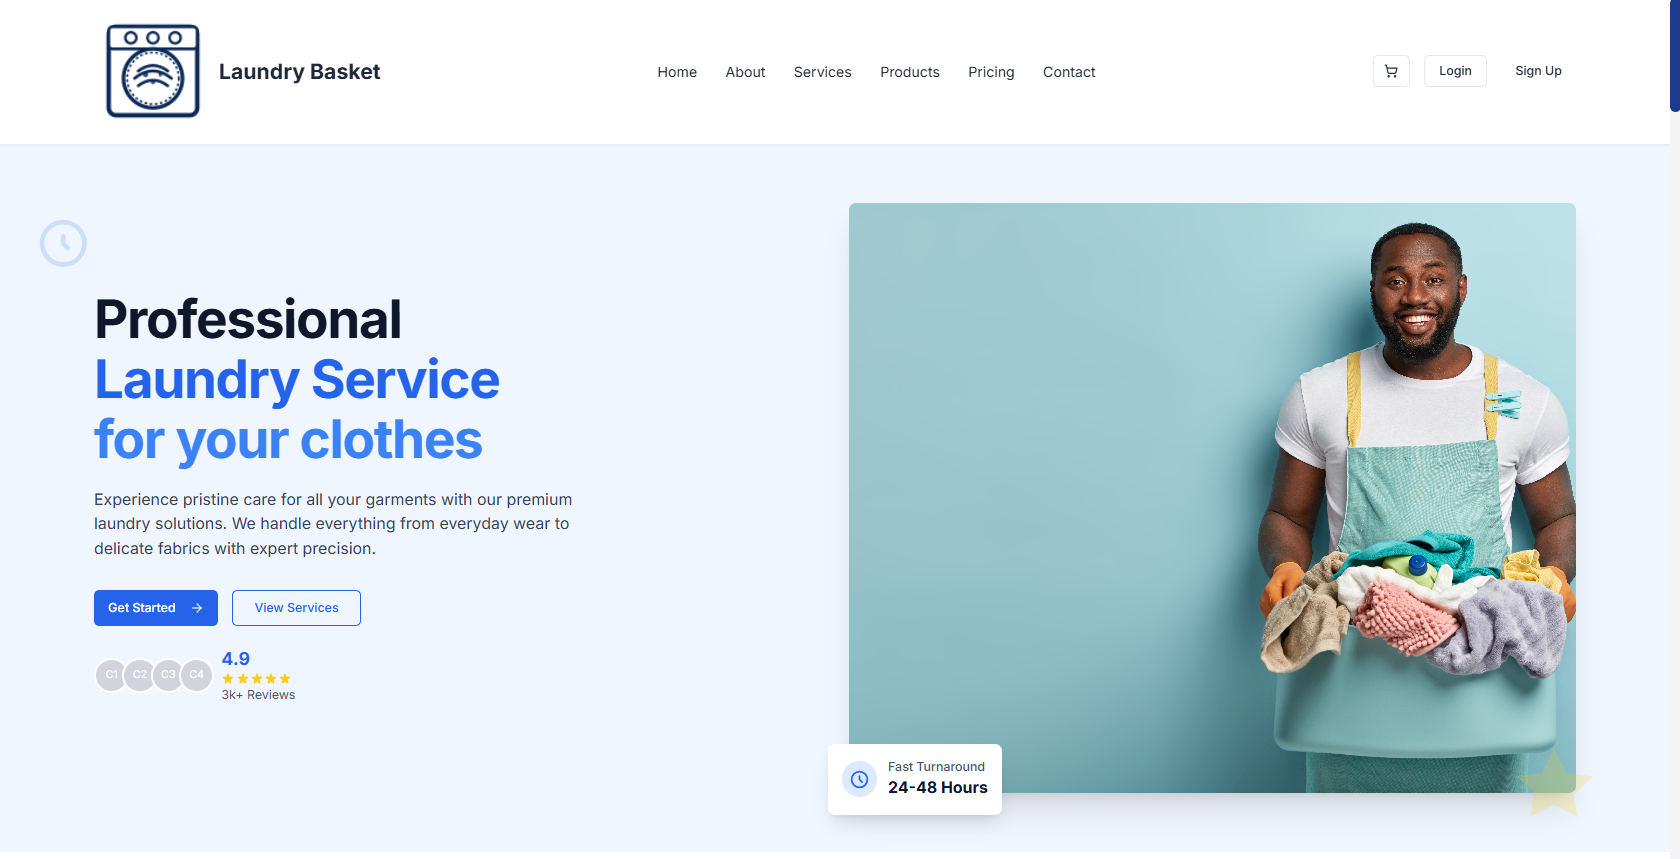 Laundry Basket
Home About Services Products Pricing Contact
Login Sign Up
Professional
Laundry Service
for your clothes
Experience pristine care for all your garments with our premium
laundry solutions. We handle everything from everyday wear to
delicate fabrics with expert precision.
Get Started View Services
C1 C2 C3 C4
4.9
3k+ Reviews
Fast Turnaround
24-48 Hours